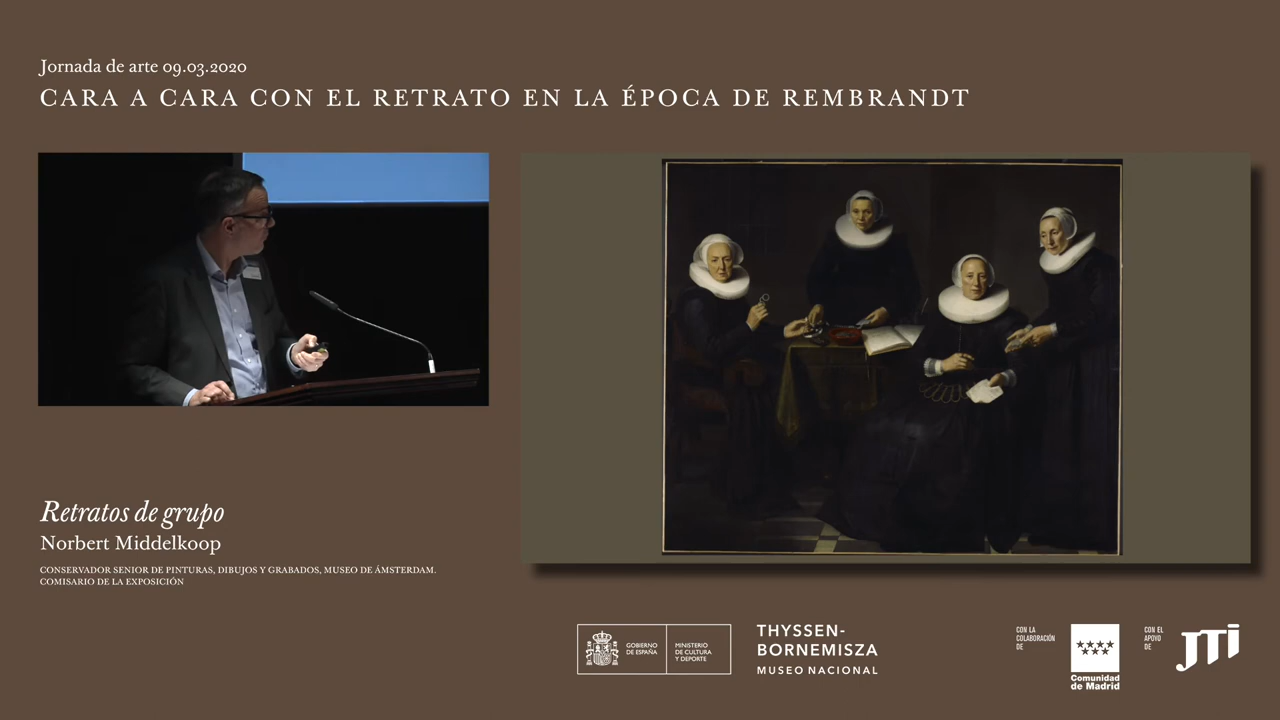 Jornada de arte 09.03.2020
CARA A CARA CON EL RETRATO EN LA ÉPOCA DE REMBRANDT
Retratos de grupo
Norbert Middelkoop
CONSERVADOR SENIOR DE PINTURAS, DIBUJOS Y GRABADOS, MUSEO DE ÁMSTERDAM.
COMISARIO DE LA EXPOSICIÓN
GOBIERNO
DE ESPAÑA
MINISTERIO
DE CULTURA
Y DEPORTE
THYSSEN-
BORNEMISZA
MUSEO NACIONAL
CON LA
COLABORACIÓN
DE
Comunidad
de Madrid
CON EL
APOYO
DE
JTi